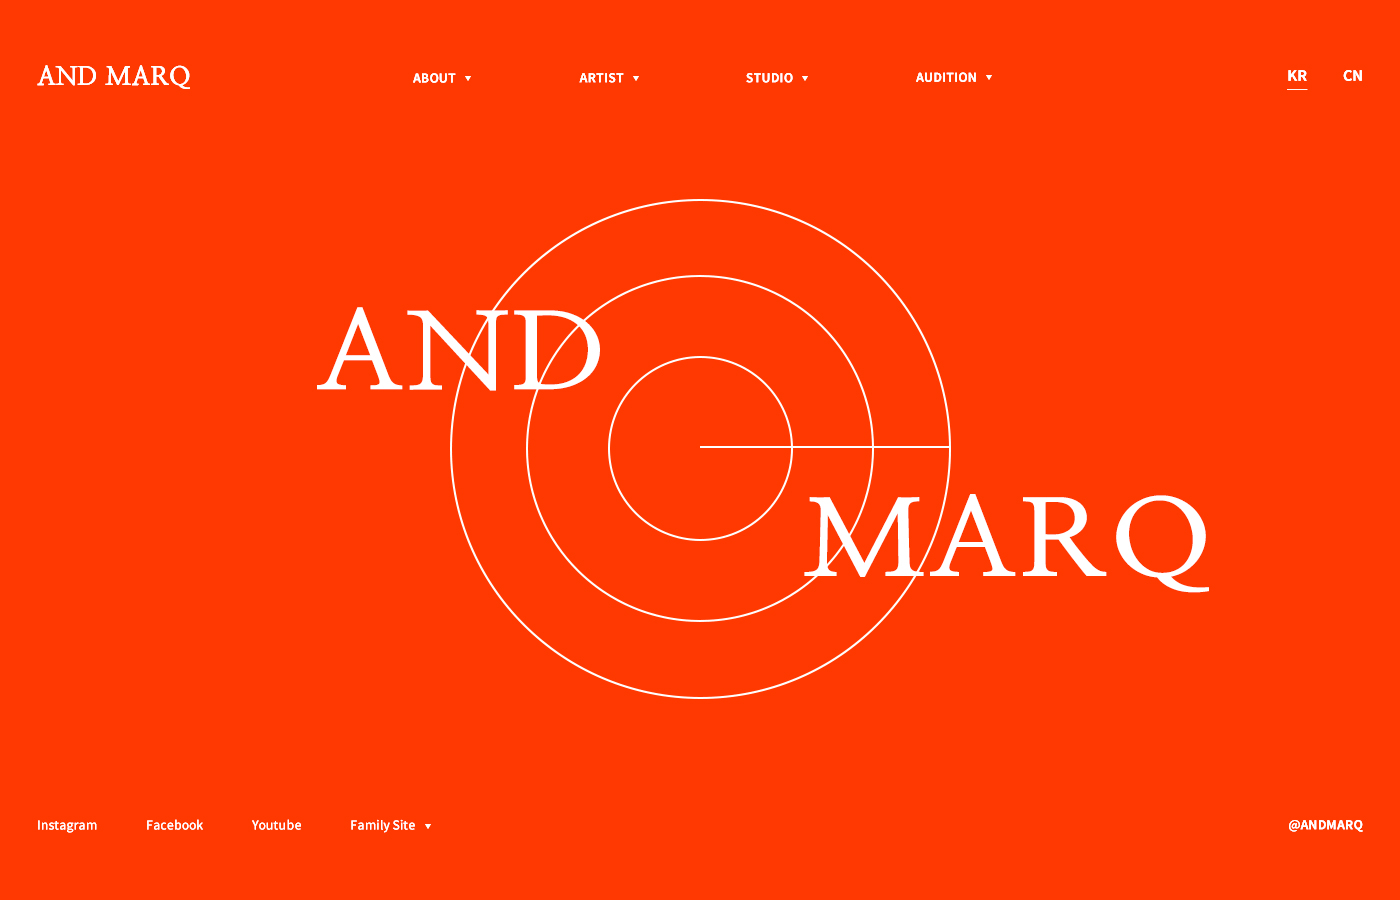 AND MARQ
ABOUT ▼
ARTIST ▼
STUDIO ▼
AUDITION ▼
KR
CN
AND
MARQ
Instagram
Facebook
Youtube
Family Site ▼
@ANDMARQ